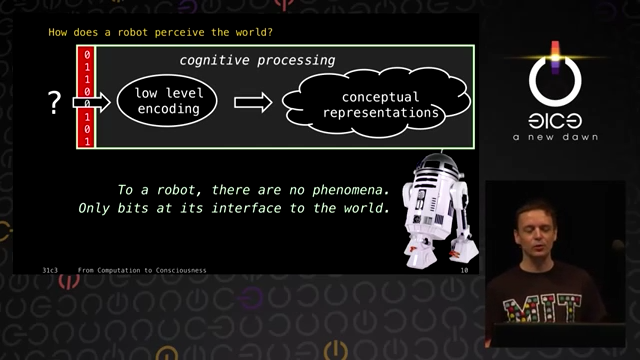 How does a robot perceive the world?
cognitive processing
?
0
1
1
0
0
1
0
1
low level
encoding
conceptual
representations
To a robot, there are no phenomena.
Only bits at its interface to the world.
31c3 From Computation to Consciousness 10
a new dawn
MIT